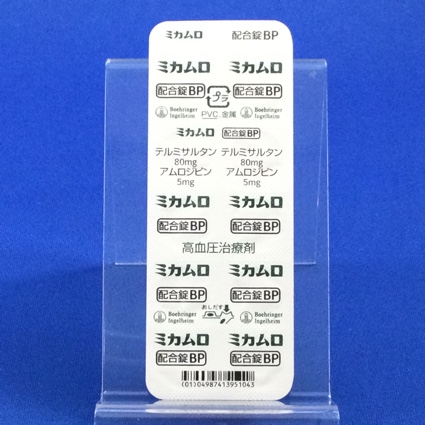 ミカムロ 配合錠 BP
ミカムロ ミカムロ
配合錠BP プラ 配合錠BP
Boehringer Ingelheim PVC, 金属 Boehringer Ingelheim
ミカムロ 配合錠BP
テルミサルタン テルミサルタン
80mg 80mg
アムロジピン アムロジピン
5mg 5mg
ミカムロ ミカムロ
配合錠BP 配合錠BP
高血圧治療剤
ミカムロ ミカムロ
配合錠BP 配合錠BP
Boehringer Ingelheim おしだす Boehringer Ingelheim
ミカムロ ミカムロ
配合錠BP 配合錠BP
(01)04987413951043